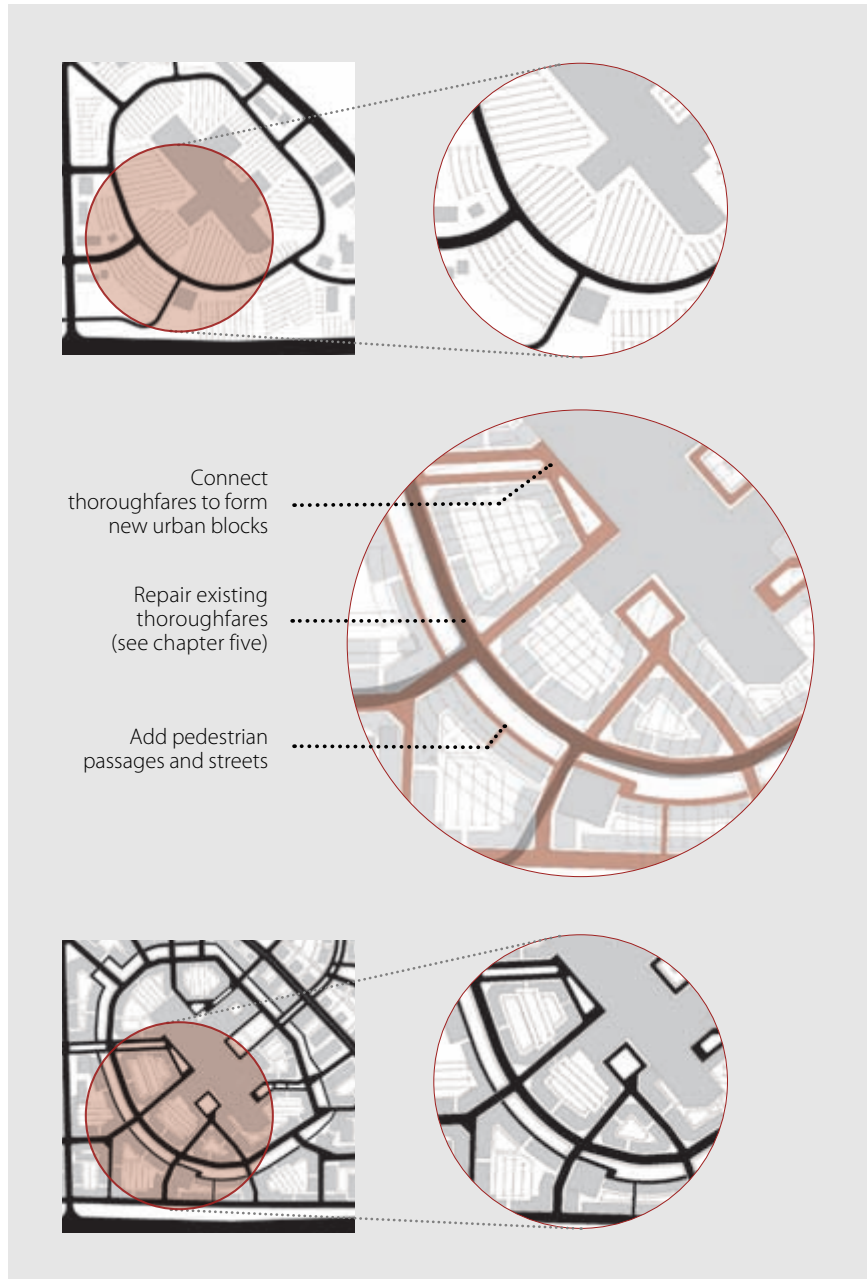 Connect
thoroughfares to form
new urban blocks
Repair existing
thoroughfares
(see chapter five)
Add pedestrian
passages and streets